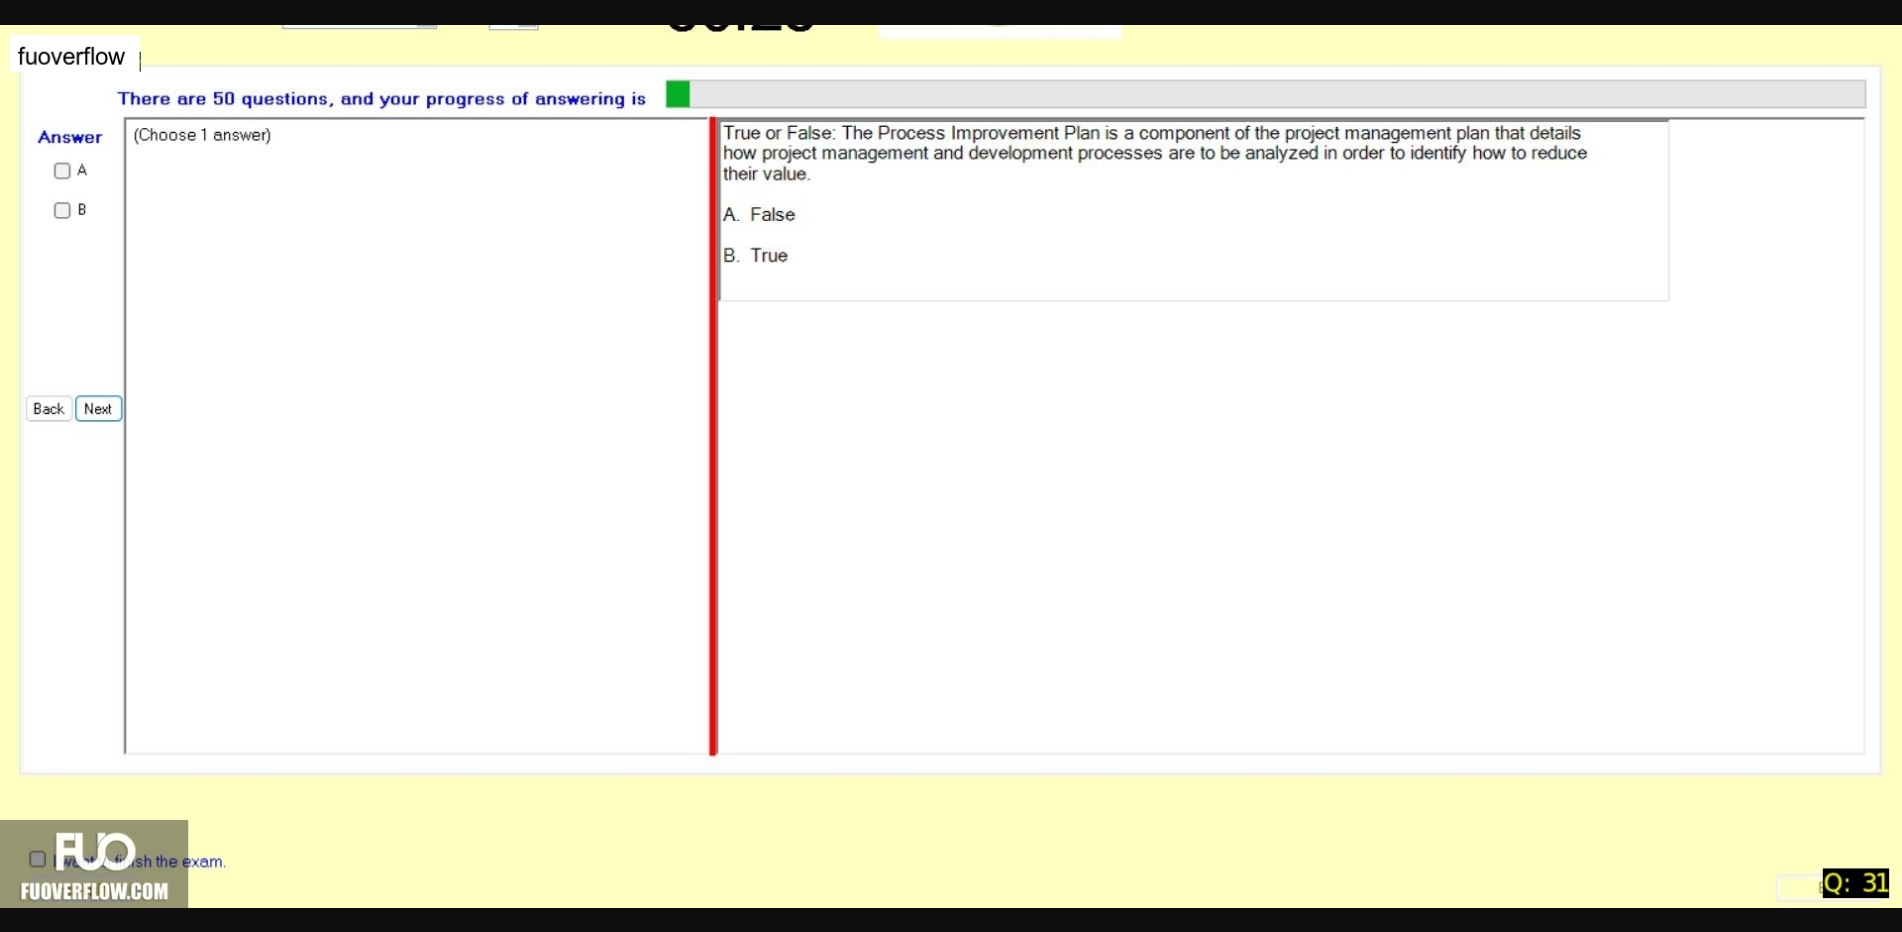 fuoverflow
There are 50 questions, and your progress of answering is
Answer
(Choose 1 answer)
A
B
True or False: The Process Improvement Plan is a component of the project management plan that details
how project management and development processes are to be analyzed in order to identify how to reduce
their value.
A. False
B. True
Back Next
finish the exam.
FUO
FUOVERFLOW.COM
Q: 31